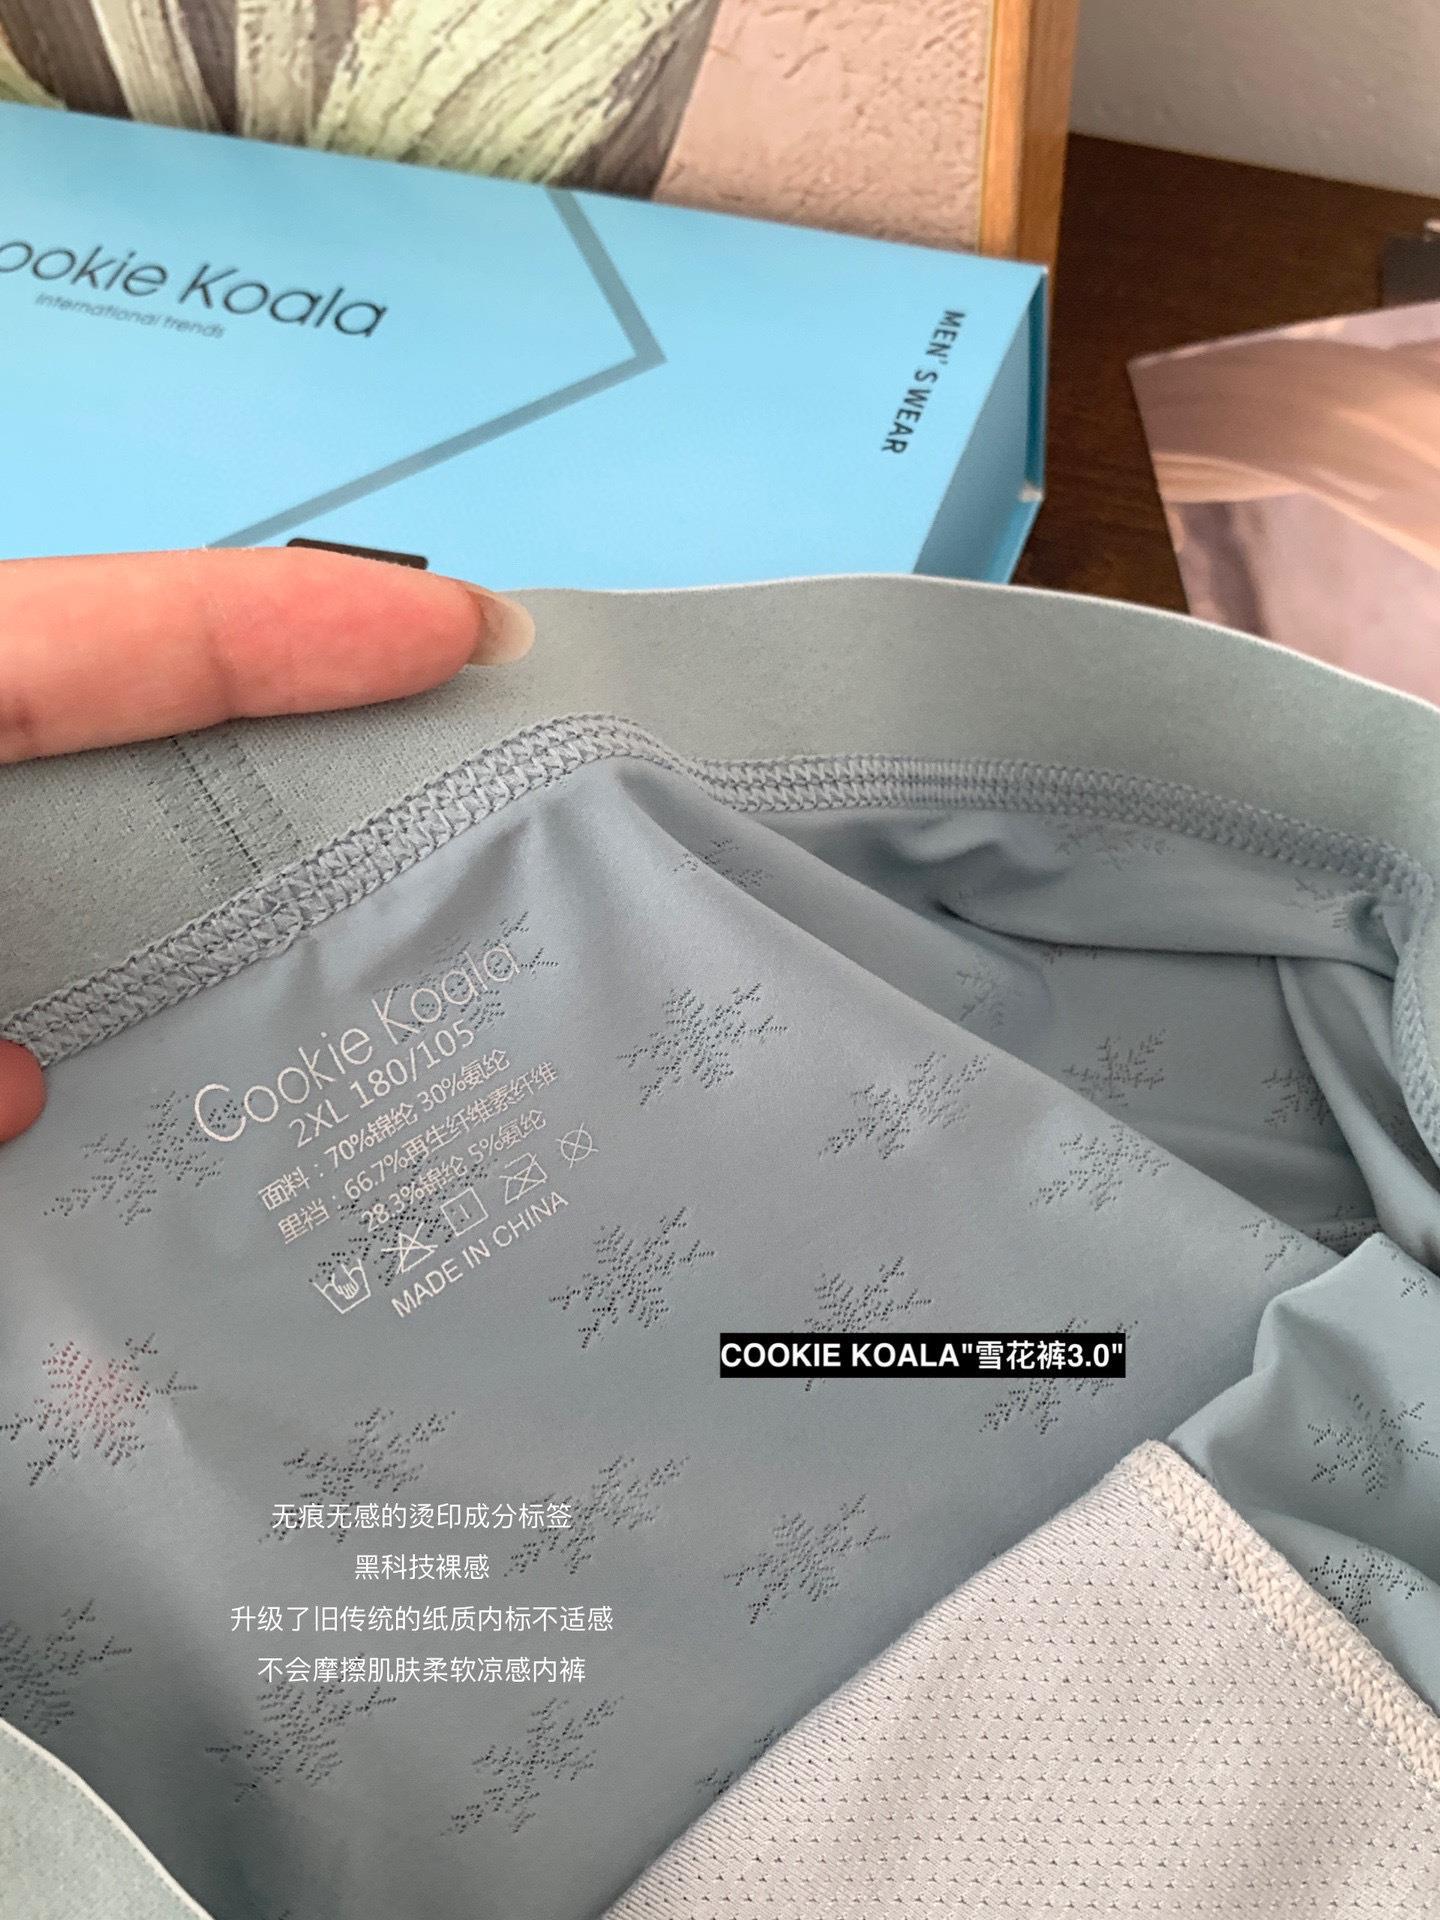 ookie Koala
International trends
MEN'S WEAR
Cookie Koala
2XL 180/105
面料：70%锦纶 30%氨纶
里裆：66.7%再生纤维素纤维
28.3%锦纶 5%氨纶
MADE IN CHINA
COOKIE KOALA"雪花裤3.0"
无痕无感的烫印成分标签
黑科技裸感
升级了旧传统的纸质内标不适感
不会摩擦肌肤柔软凉感内裤